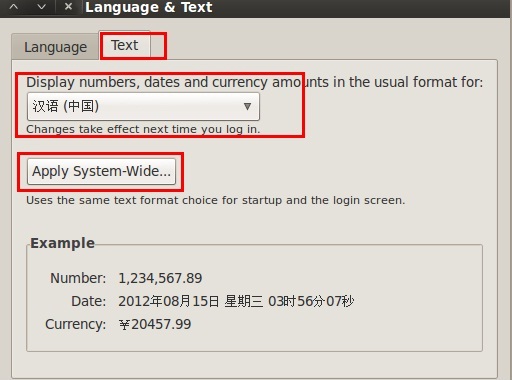 Language & Text
Language
Text
Display numbers, dates and currency amounts in the usual format for:
汉语 (中国)
Changes take effect next time you log in.
Apply System-Wide...
Uses the same text format choice for startup and the login screen.
Example
Number: 1,234,567.89
Date: 2012年08月15日 星期三 03时56分07秒
Currency: ¥20457.99